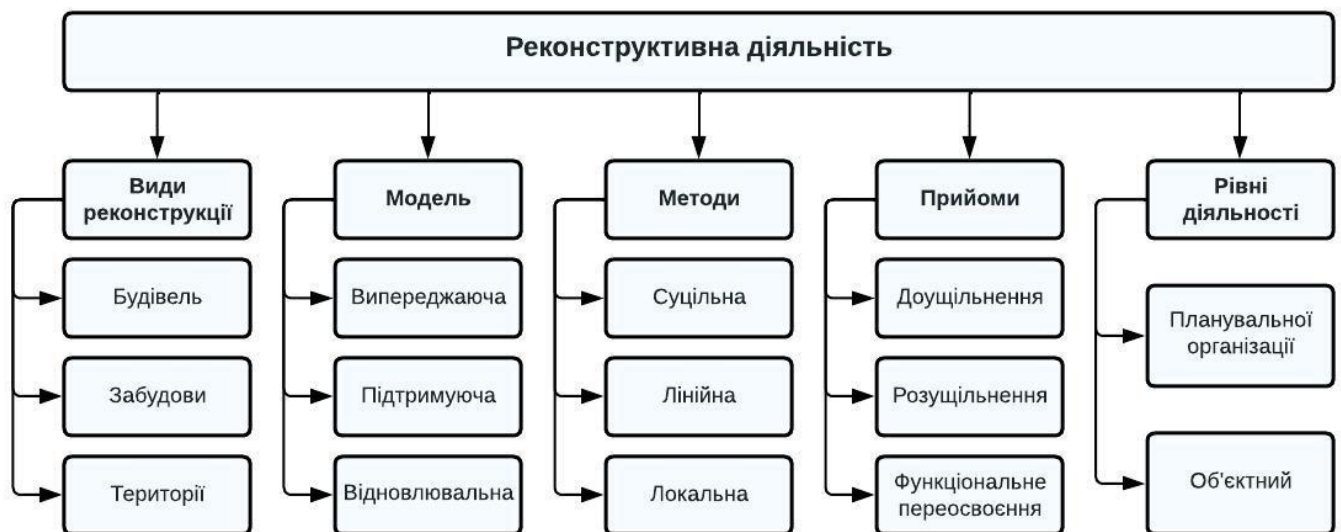 Реконструктивна діяльність
Види
реконструкції
Модель
Методи
Прийоми
Рівні
діяльності
Будівель
Забудови
Території
Випереджаюча
Підтримуюча
Відновлювальна
Суцільна
Лінійна
Локальна
Доущільнення
Розущільнення
Функціональне
переосвоєння
Планувальної
організації
Об'єктний